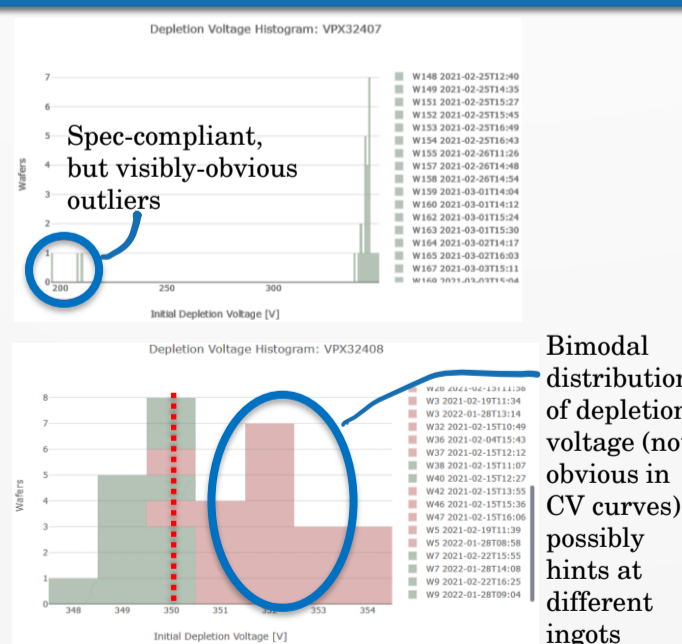 Depletion Voltage Histogram: VPX32407
7
6
5
4
3
2
1
0
Wafers
200
250
300
Initial Depletion Voltage [V]
Spec-compliant,
but visibly-obvious
outliers
W148 2021-02-25T12:40
W149 2021-02-25T14:35
W151 2021-02-25T15:27
W152 2021-02-25T15:45
W153 2021-02-25T16:49
W154 2021-02-25T16:43
W155 2021-02-26T11:26
W157 2021-02-26T14:48
W158 2021-02-26T14:54
W159 2021-03-01T14:04
W160 2021-03-01T14:12
W162 2021-03-01T15:24
W163 2021-03-01T15:30
W164 2021-03-02T14:17
W165 2021-03-02T16:03
W167 2021-03-03T15:11
W169 2021-03-03T15:04
Depletion Voltage Histogram: VPX32408
8
7
6
5
4
3
2
1
0
Wafers
348
349
350
351
353
354
Initial Depletion Voltage [V]
W26 2021-02-15T11:38
W3 2021-02-19T11:34
W3 2022-01-28T13:14
W32 2021-02-15T10:49
W36 2021-02-04T15:43
W37 2021-02-15T12:12
W38 2021-02-15T11:07
W40 2021-02-15T12:27
W42 2021-02-15T13:55
W46 2021-02-15T15:36
W47 2021-02-15T16:06
W5 2021-02-19T11:39
W5 2022-01-28T08:58
W7 2021-02-22T15:55
W7 2022-01-28T14:08
W9 2021-02-22T16:25
W9 2022-01-28T09:04
Bimodal
distribution
of depletion
voltage (no
obvious in
CV curves)
possibly
hints at
different
ingots